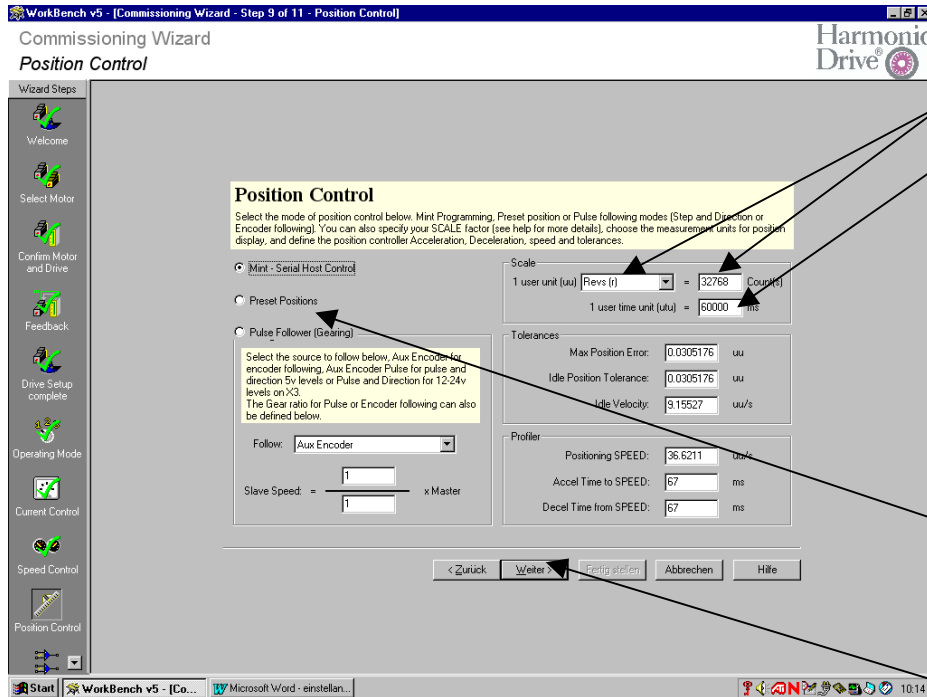 WorkBench v5 - [Commissioning Wizard - Step 9 of 11 - Position Control]
Commissioning Wizard
Position Control
Harmonic
Drive®
Wizard Steps
Welcome
Select Motor
Confirm Motor
and Drive
Feedback
Drive Setup
complete
Operating Mode
Current Control
Speed Control
Position Control
Position Control
Select the mode of position control below. Mint Programming, Preset position or Pulse following modes (Step and Direction or
Encoder following). You can also specify your SCALE factor (see help for more details), choose the measurement units for position
display, and define the position controller Acceleration, Deceleration, speed and tolerances.
Mint - Serial Host Control
Preset Positions
Pulse Follower (Gearing)
Select the source to follow below, Aux Encoder for
encoder following, Aux Encoder Pulse for pulse and
direction 5v levels or Pulse and Direction for 12-24v
levels on X3.
The Gear ratio for Pulse or Encoder following can also
be defined below.
Follow: Aux Encoder
1
Slave Speed: = x Master
1
Scale
1 user unit (uu) Revs (r) = 32768 Count(s)
1 user time unit (utu) = 60000 ms
Tolerances
Max Position Error: 0.0305176 uu
Idle Position Tolerance: 0.0305176 uu
Idle Velocity: 9.15527 uu/s
Profiler
Positioning SPEED: 36.6211 uu/s
Accel Time to SPEED: 67 ms
Decel Time from SPEED: 67 ms
< Zurück Weiter > Fertig stellen Abbrechen Hilfe
Start WorkBench v5 - [Co... Microsoft Word - einstellan... 10:14